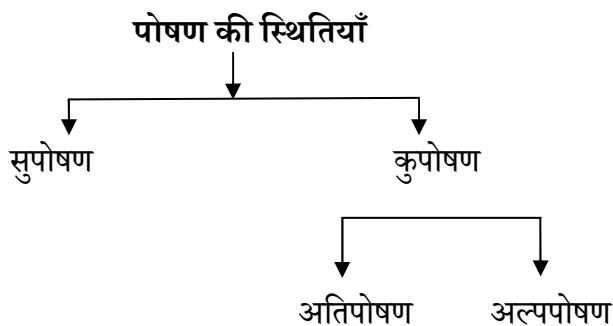 पोषण की स्थितियाँ
सुपोषण कुपोषण
अतिपोषण अल्पपोषण